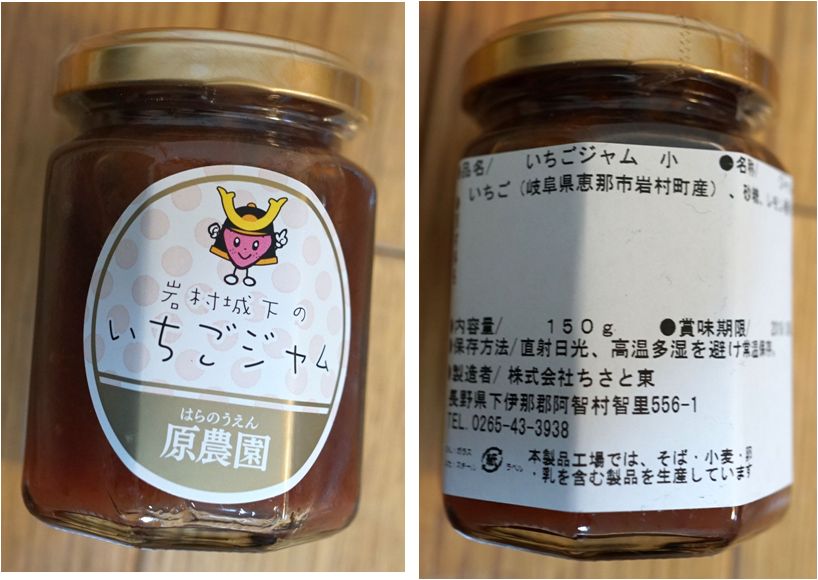 岩村城下の
いちごジャム
はらのうえん
原農園
品名/ いちごジャム 小 ●名称/
いちご(岐阜県恵那市岩村町産)、砂糖、レモン
●内容量/ 150g ●賞味期限/
●保存方法/直射日光、高温多湿を避け常温保存。
●製造者/株式会社ちさと東
長野県下伊那郡阿智村智里556-1
TEL.0265-43-3938
紙 ラベル
本製品工場では、そば・小麦・卵
・乳を含む製品を生産しています